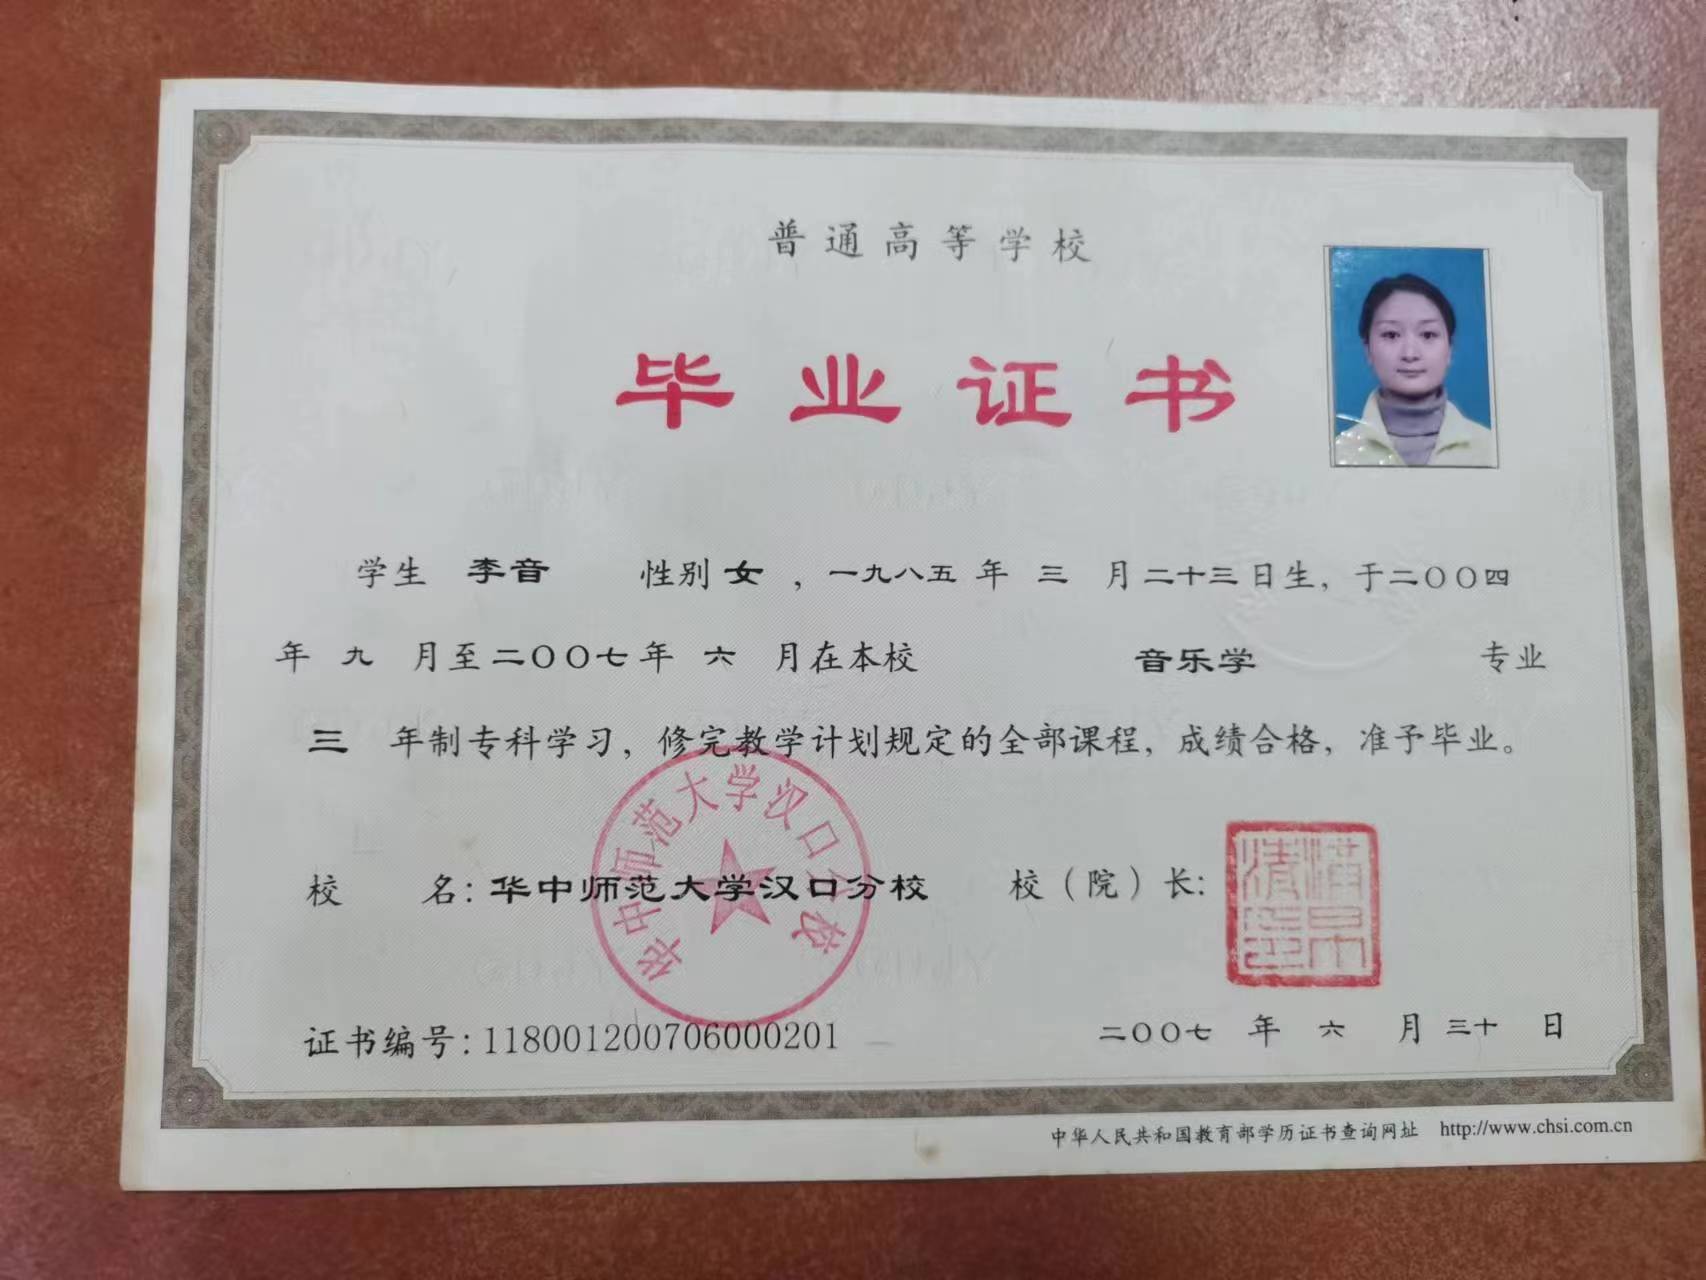 普通高等学校
毕业证书
学生 李音 性别 女 ，一九八五 年 三 月 二十三 日生，于二〇〇四
年 九 月至二〇〇七年 六 月在本校 音乐学 专业
三 年制专科学习，修完教学计划规定的全部课程，成绩合格，准予毕业。
华中师范大学汉口分校
校 名：华中师范大学汉口分校 校（院）长：
证书编号：118001200706000201 二〇〇七 年 六 月 三十 日
中华人民共和国教育部学历证书查询网址 http://www.chsi.com.cn